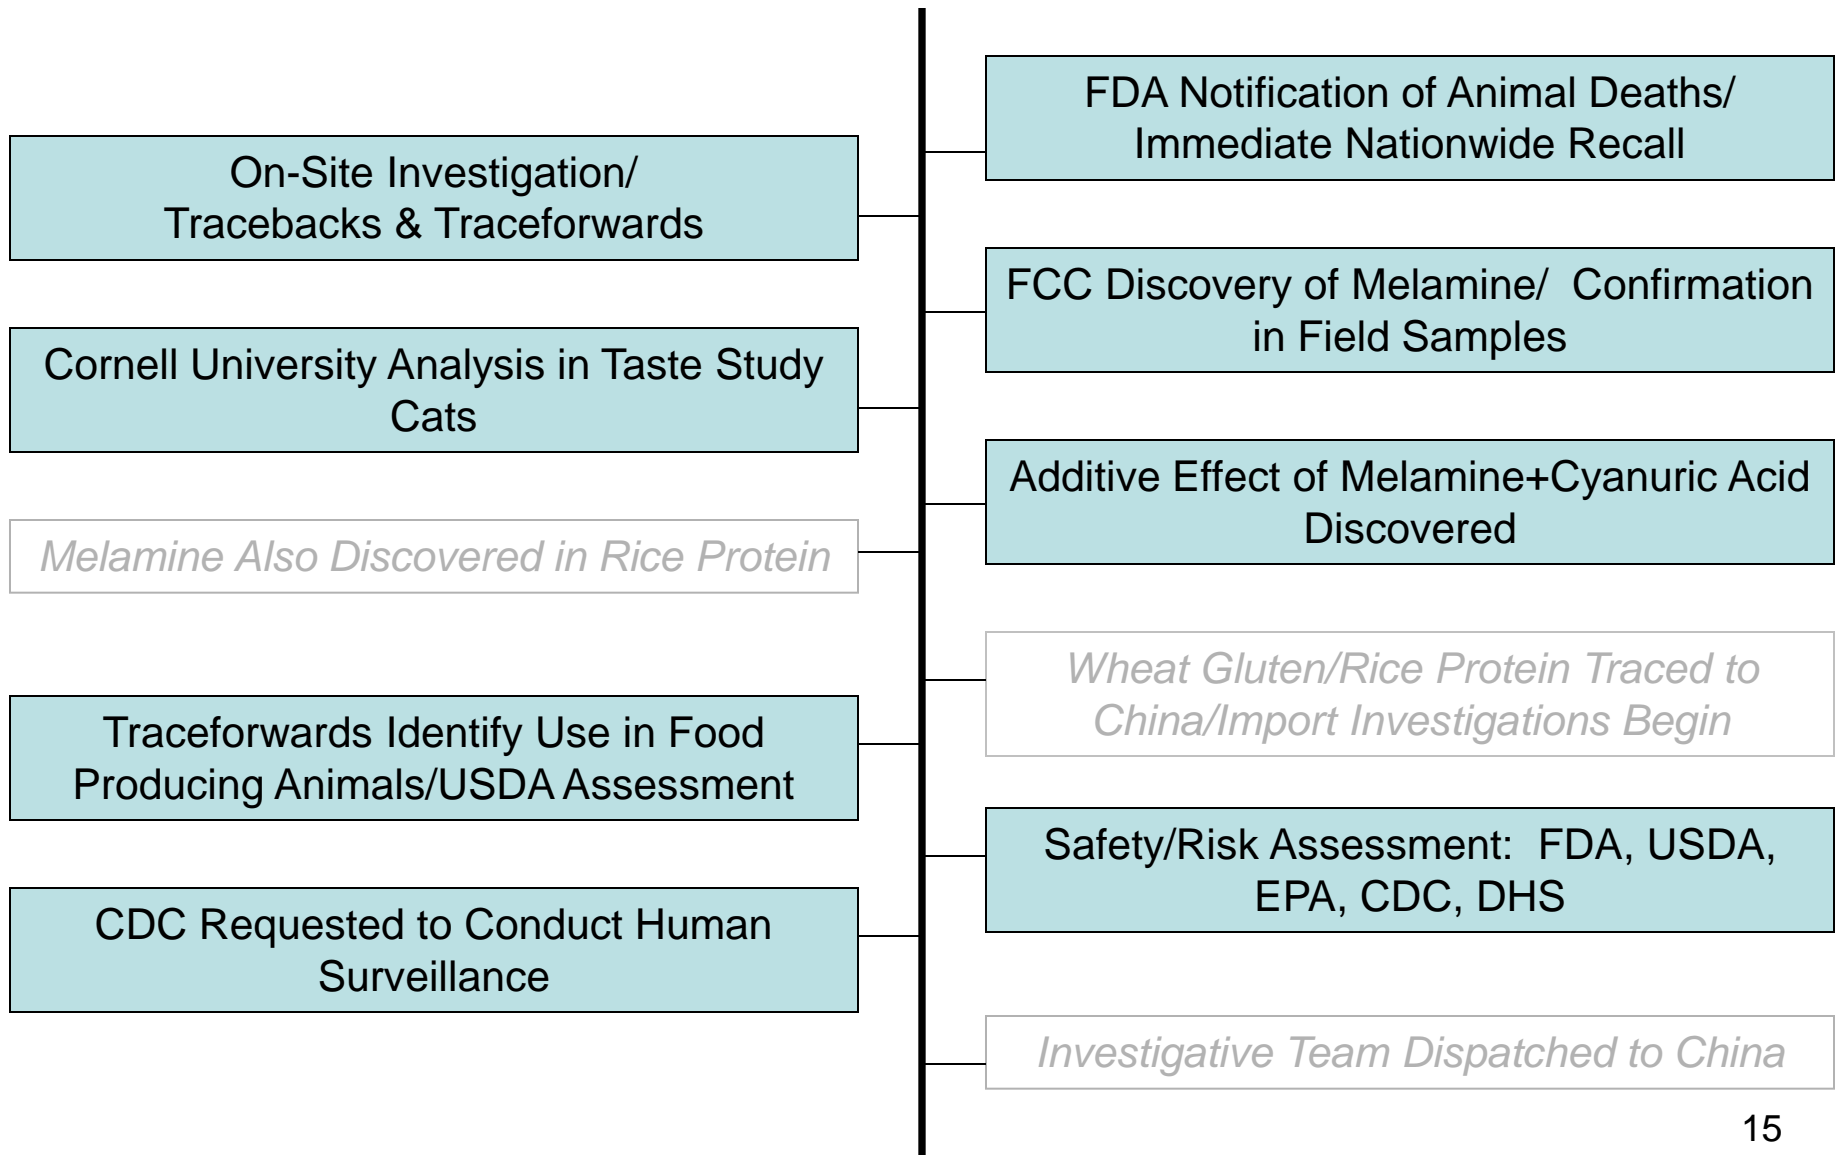 FDA Notification of Animal Deaths/
Immediate Nationwide Recall
On-Site Investigation/
Tracebacks & Traceforwards
FCC Discovery of Melamine/  Confirmation
in Field Samples
Cornell University Analysis in Taste Study
Cats
Additive Effect of Melamine+Cyanuric Acid
Discovered
Melamine Also Discovered in Rice Protein
Wheat Gluten/Rice Protein Traced to
China/Import Investigations Begin
Traceforwards Identify Use in Food
Producing Animals/USDA Assessment
Safety/Risk Assessment:  FDA, USDA,
EPA, CDC, DHS
CDC Requested to Conduct Human
Surveillance
Investigative Team Dispatched to China
15